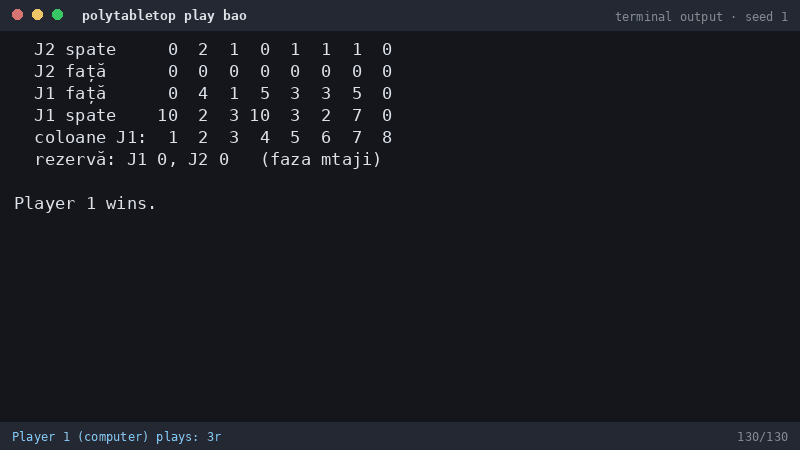 polytabletop play bao
terminal output · seed 1
J2 spate 0 2 1 0 1 1 1 0
J2 față 0 0 0 0 0 0 0 0
J1 față 0 4 1 5 3 3 5 0
J1 spate 10 2 3 10 3 2 7 0
coloane J1: 1 2 3 4 5 6 7 8
rezervă: J1 0, J2 0 (faza mtaji)
Player 1 wins.
Player 1 (computer) plays: 3r
130/130